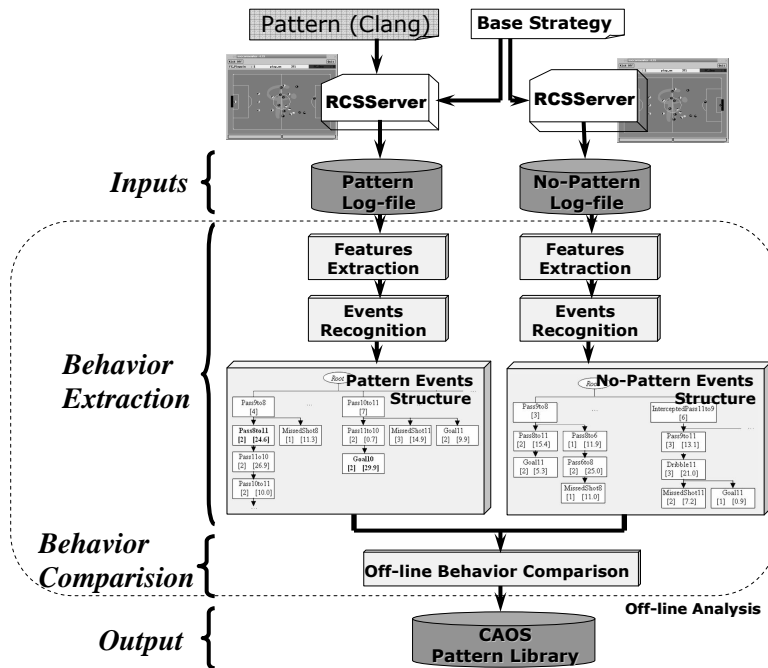 Pattern (Clang)
Base Strategy
RCSServer
RCSServer
Inputs
Pattern
Log-file
No-Pattern
Log-file
Features
Extraction
Features
Extraction
Events
Recognition
Events
Recognition
Behavior
Extraction
Root
Pattern Events
Structure
Pass9to8
[4]
...
Pass10to11
[7]
Pass8to11
[2] [24.6]
MissedShot8
[1] [11.3]
Pass11to10
[2] [0.7]
MissedShot11
[3] [14.9]
Goal11
[2] [9.9]
Pass11o10
[2] [26.9]
Goal10
[2] [29.9]
Pass10to11
[2] [10.0]
...
Root
No-Pattern Events
Structure
Pass9to8
[3]
...
InterceptedPass11to9
[6]
Pass8to11
[2] [15.4]
Pass8to6
[1] [11.9]
Pass9to11
[3] [13.1]
...
Goal11
[2] [5.3]
Pass6to8
[2] [25.0]
Dribble11
[3] [21.0]
MissedShot8
[1] [11.0]
MissedShot11
[2] [7.2]
Goal11
[1] [0.9]
Behavior
Comparision
Off-line Behavior Comparison
Off-line Analysis
Output
CAOS
Pattern Library